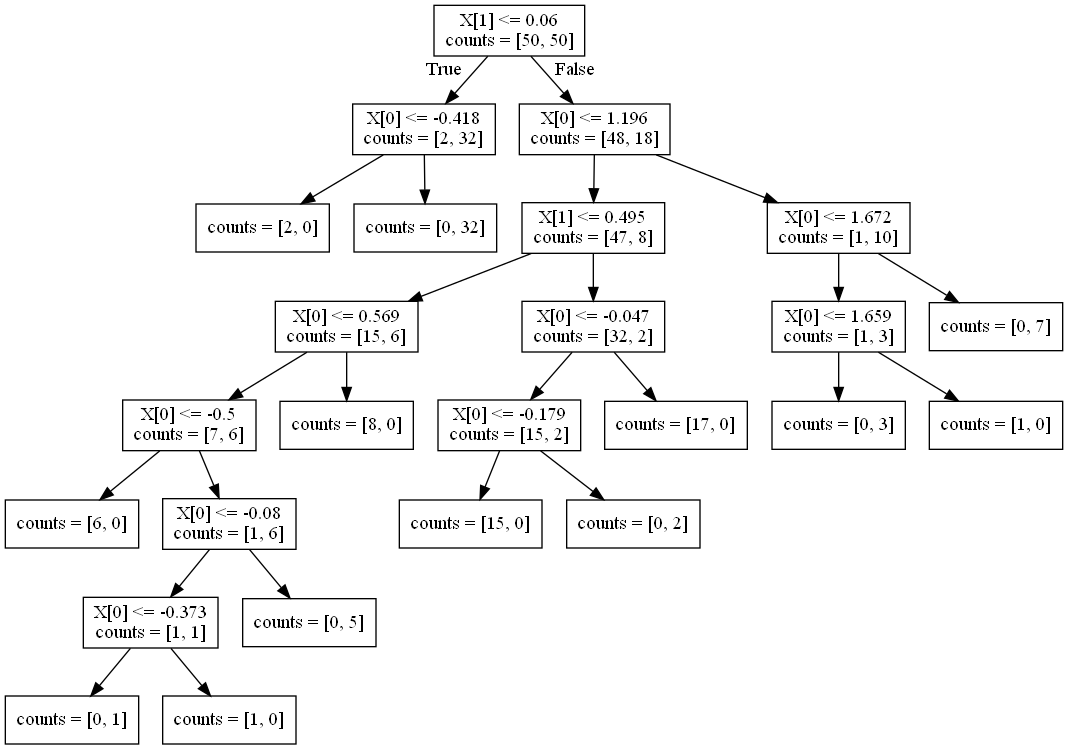 X[1] <= 0.06
counts = [50, 50]
True
False
X[0] <= -0.418
counts = [2, 32]
X[0] <= 1.196
counts = [48, 18]
counts = [2, 0]
counts = [0, 32]
X[1] <= 0.495
counts = [47, 8]
X[0] <= 1.672
counts = [1, 10]
X[0] <= 0.569
counts = [15, 6]
X[0] <= -0.047
counts = [32, 2]
X[0] <= 1.659
counts = [1, 3]
counts = [0, 7]
X[0] <= -0.5
counts = [7, 6]
counts = [8, 0]
X[0] <= -0.179
counts = [15, 2]
counts = [17, 0]
counts = [0, 3]
counts = [1, 0]
counts = [6, 0]
X[0] <= -0.08
counts = [1, 6]
counts = [15, 0]
counts = [0, 2]
X[0] <= -0.373
counts = [1, 1]
counts = [0, 5]
counts = [0, 1]
counts = [1, 0]